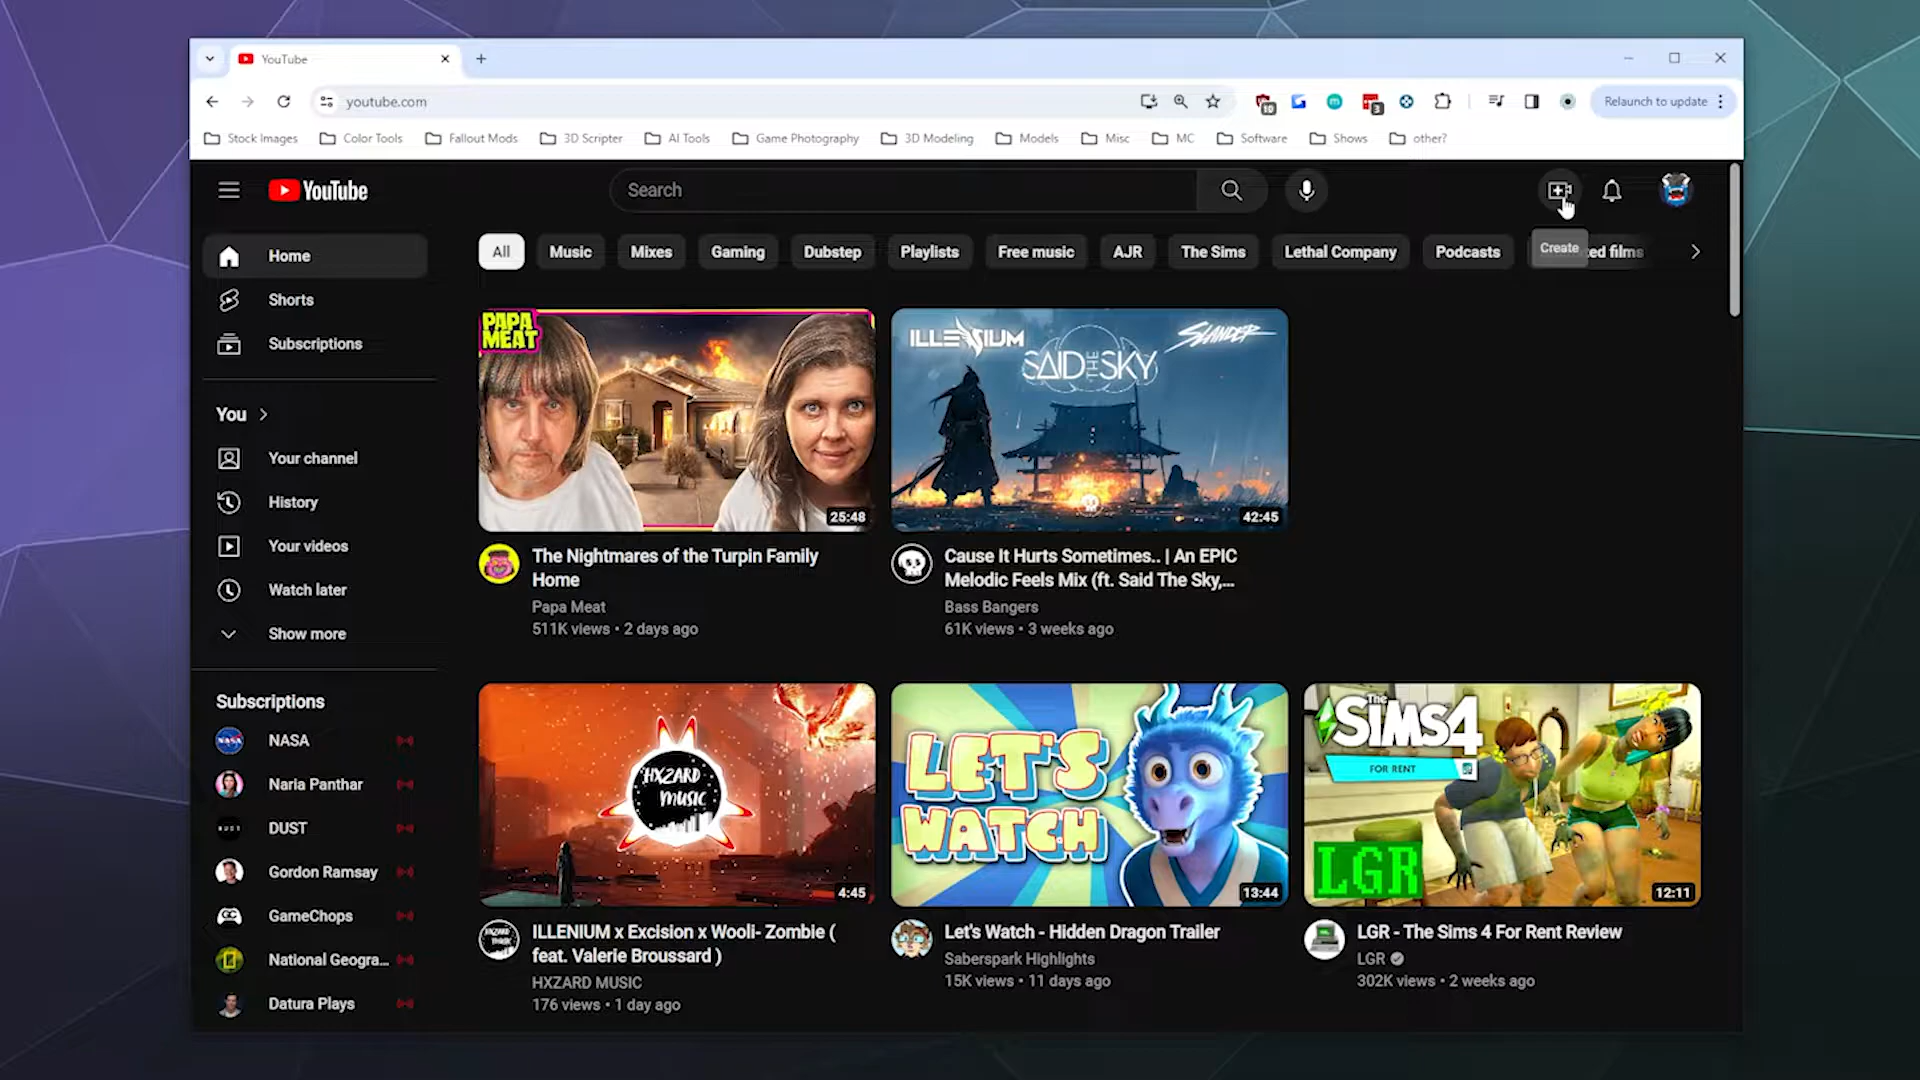 YouTube
youtube.com
10
3
Relaunch to update
Stock Images
Color Tools
Fallout Mods
3D Scripter
AI Tools
Game Photography
3D Modeling
Models
Misc
MC
Software
Shows
other?
YouTube
Search
Home
Shorts
Subscriptions
You
Your channel
History
Your videos
Watch later
Show more
Subscriptions
NASA
Naria Panthar
DUST
Gordon Ramsay
GameChops
National Geogra...
Datura Plays
All
Music
Mixes
Gaming
Dubstep
Playlists
Free music
AJR
The Sims
Lethal Company
Podcasts
Create
ed films
PAPA
MEAT
25:48
The Nightmares of the Turpin Family
Home
Papa Meat
511K views • 2 days ago
ILLENIUM
SAID THE SKY
SLANDER
42:45
Cause It Hurts Sometimes.. | An EPIC
Melodic Feels Mix (ft. Said The Sky,...
Bass Bangers
61K views • 3 weeks ago
HXZARD
MUSIC
4:45
ILLENIUM x Excision x Wooli- Zombie (
feat. Valerie Broussard )
HXZARD MUSIC
176 views • 1 day ago
LET'S
WATCH
13:44
Let's Watch - Hidden Dragon Trailer
Saberspark Highlights
15K views • 11 days ago
The
SIMS4
FOR RENT
LGR
12:11
LGR - The Sims 4 For Rent Review
LGR
302K views • 2 weeks ago